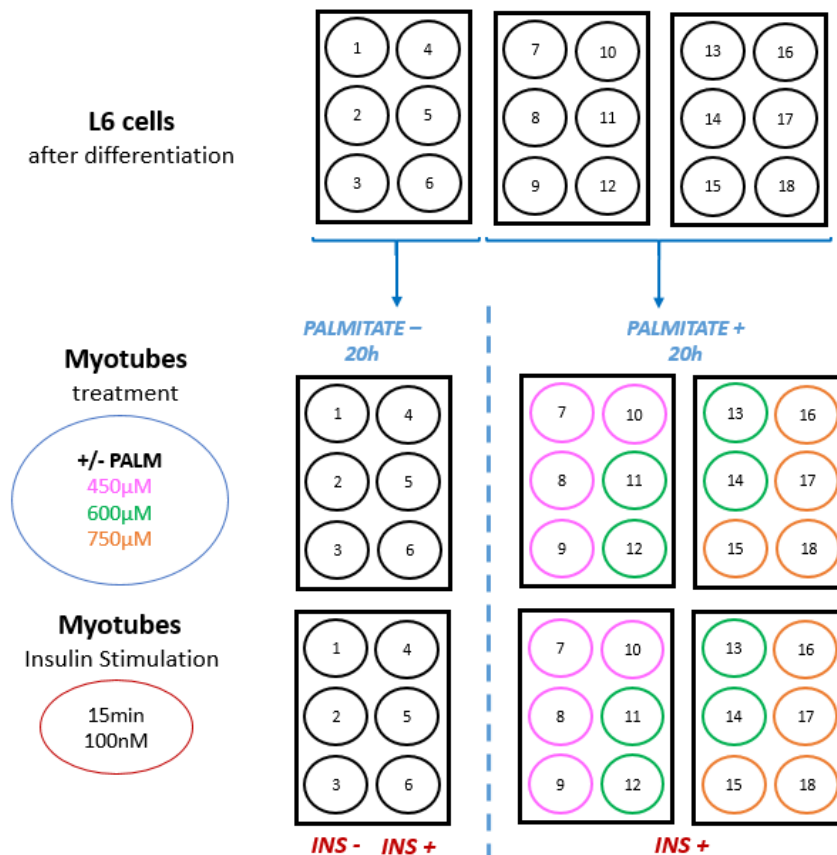 1 4 7 10 13 16
2 5 8 11 14 17
3 6 9 12 15 18
L6 cells
after differentiation
PALMITATE –
20h
PALMITATE +
20h
Myotubes
treatment
+/- PALM
450µM
600µM
750µM
1 4 7 10 13 16
2 5 8 11 14 17
3 6 9 12 15 18
Myotubes
Insulin Stimulation
15min
100nM
1 4 7 10 13 16
2 5 8 11 14 17
3 6 9 12 15 18
INS - INS + INS +